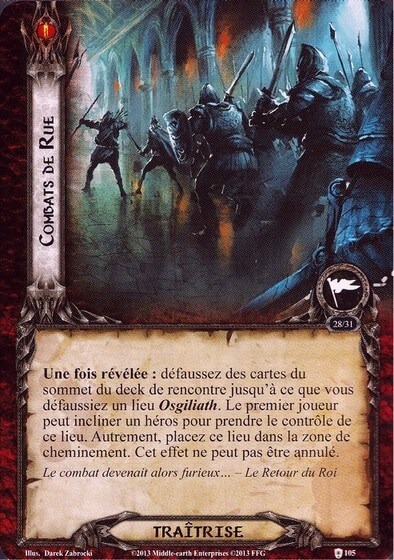 COMBATS DE RUE
28/31
Une fois révélée : défaussez des cartes du
sommet du deck de rencontre jusqu'à ce que vous
défaussiez un lieu Osgiliath. Le premier joueur
peut incliner un héros pour prendre le contrôle de
ce lieu. Autrement, placez ce lieu dans la zone de
cheminement. Cet effet ne peut pas être annulé.
Le combat devenait alors furieux… – Le Retour du Roi
TRAÎTRISE
Illus. Darek Zabrocki ©2013 Middle-earth Enterprises ©2013 FFG 105